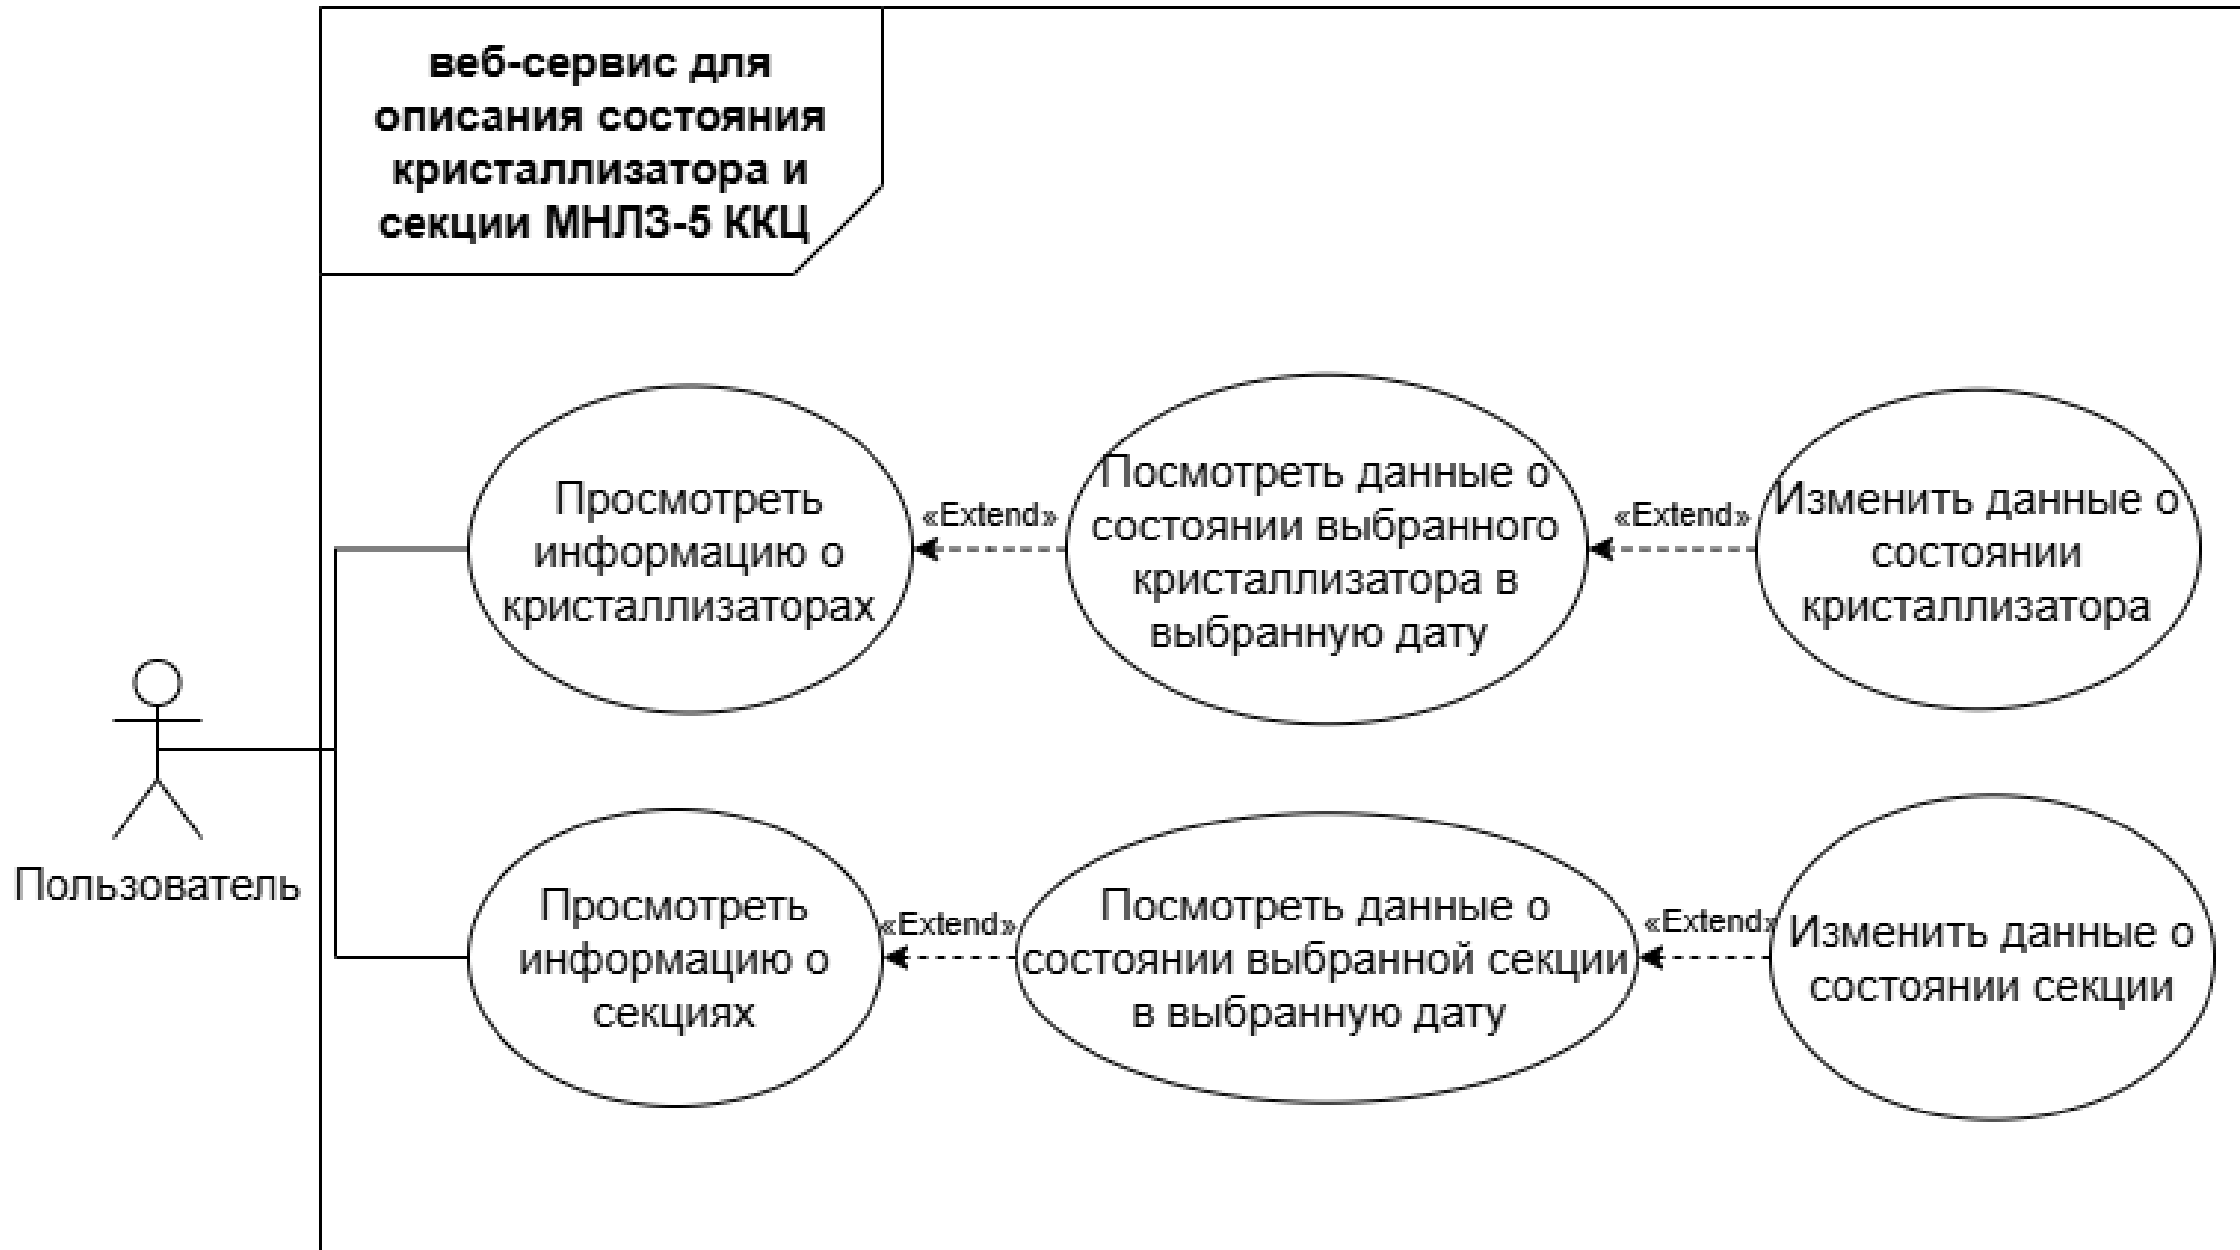 веб-сервис для
описания состояния
кристаллизатора и
секции МНЛЗ-5 ККЦ
Просмотреть
информацию о
кристаллизаторах
«Extend»
Посмотреть данные о
состоянии выбранного
кристаллизатора в
выбранную дату
«Extend»
Изменить данные о
состоянии
кристаллизатора
Пользователь
Просмотреть
информацию о
секциях
«Extend»
Посмотреть данные о
состоянии выбранной секции
в выбранную дату
«Extend»
Изменить данные о
состоянии секции